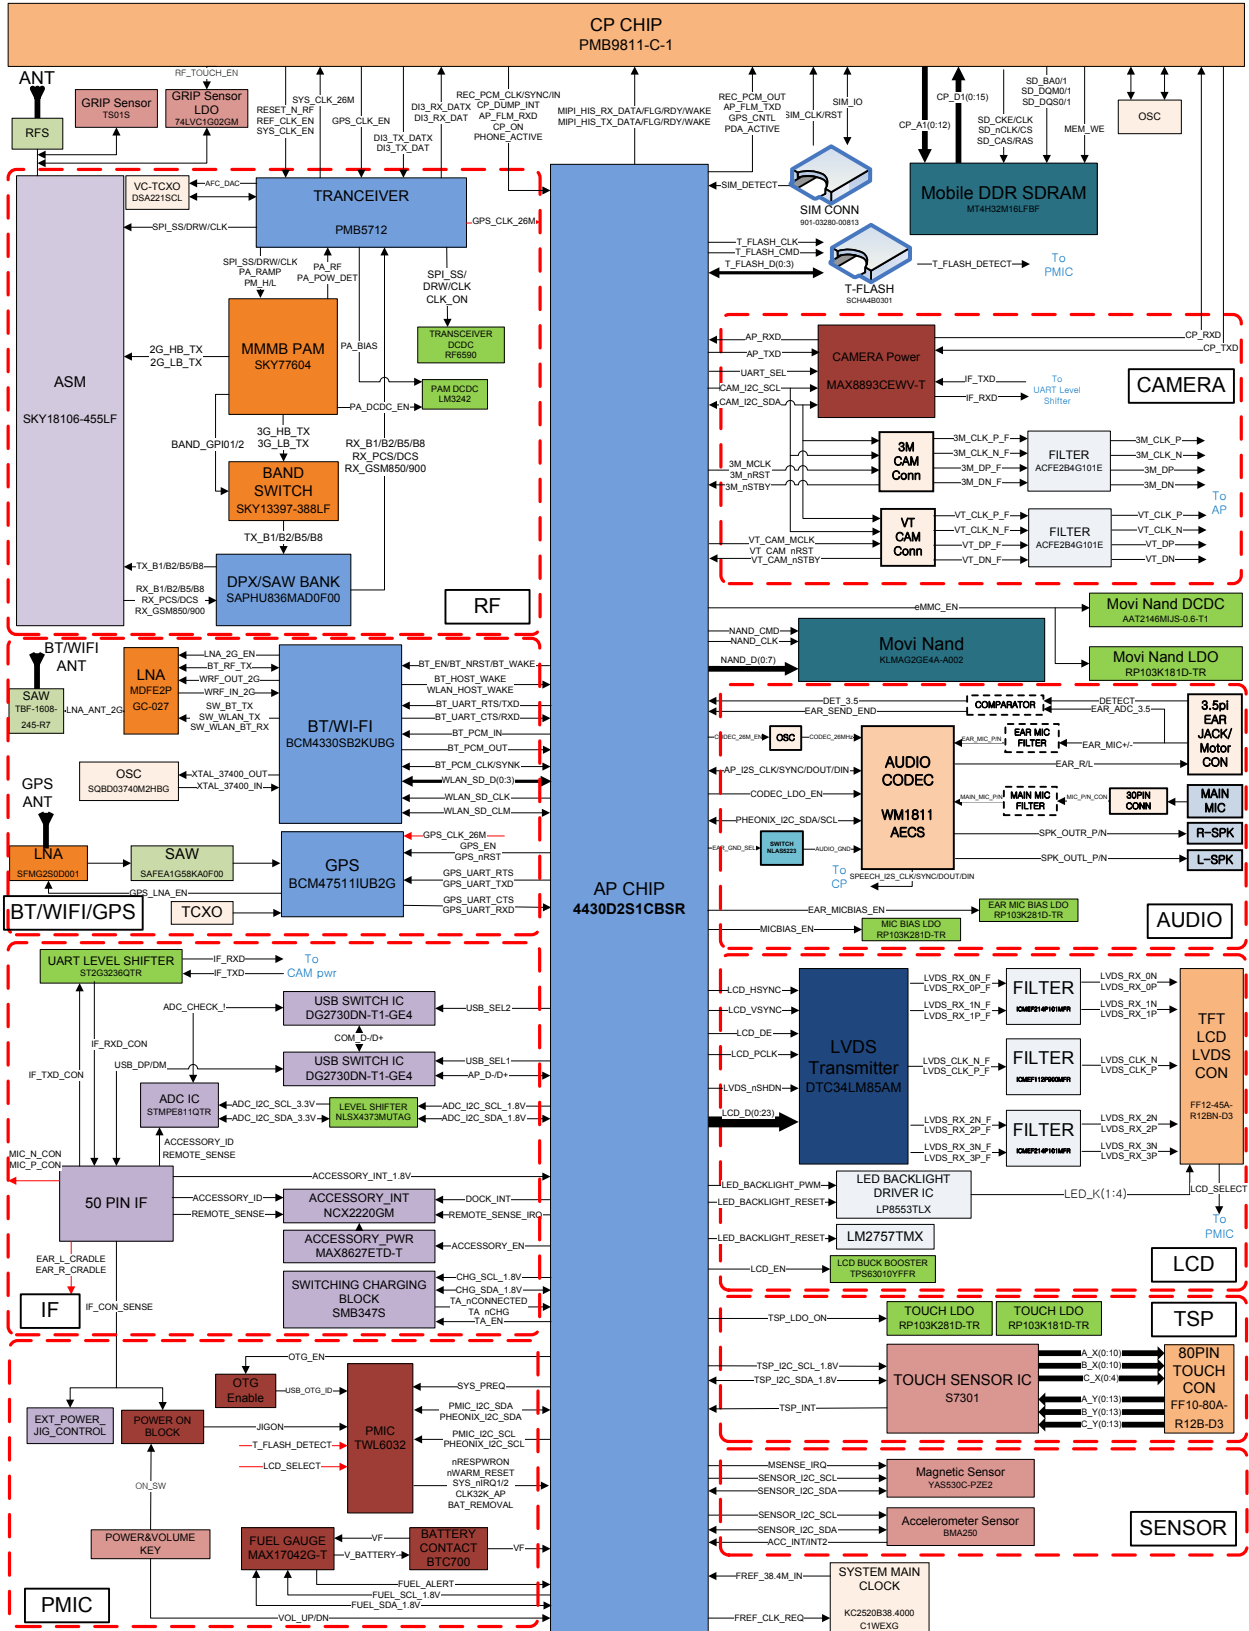 CP CHIP
PMB9811-C-1
ANT
RFS
GRIP Sensor
TS01S
RF_TOUCH_EN
GRIP Sensor
LDO
74LVC1G02GM
RESET_N_RF
REF_CLK_EN
SYS_CLK_EN
SYS_CLK_26M
GPS_CLK_EN
DI3_TX_DATX
DI3_TX_DAT
DI3_RX_DATX
DI3_RX_DAT
REC_PCM_CLK/SYNC/IN
CP_DUMP_INT
AP_FLM_RXD
CP_ON
PHONE_ACTIVE
MIPI_HIS_RX_DATA/FLG/RDY/WAKE
MIPI_HIS_TX_DATA/FLG/RDY/WAKE
REC_PCM_OUT
AP_FLM_TXD
GPS_CNTL
PDA_ACTIVE
SIM_CLK/RST
SIM_IO
CP_A1(0:12)
CP_D1(0:15)
SD_BA0/1
SD_DQM0/1
SD_DQS0/1
SD_CKE/CLK
SD_nCLK/CS
SD_CAS/RAS
MEM_WE
OSC
SIM_DETECT
SIM CONN
901-03280-00813
Mobile DDR SDRAM
MT4H32M16LFBF
T_FLASH_CLK
T_FLASH_CMD
T_FLASH_D(0:3)
T-FLASH
SCHA4B0301
T_FLASH_DETECT
To
PMIC
ASM
SKY18106-455LF
VC-TCXO
DSA221SCL
AFC_DAC
SPI_SS/DRW/CLK
TRANCEIVER
PMB5712
GPS_CLK_26M
SPI_SS/DRW/CLK
PA_RAMP
PM_H/L
PA_RF
PA_POW_DET
SPI_SS/
DRW/CLK
CLK_ON
TRANSCEIVER
DCDC
RF6590
MMMB PAM
SKY77604
2G_HB_TX
2G_LB_TX
PA_BIAS
PAM DCDC
LM3242
PA_DCDC_EN
BAND_GPI01/2
3G_HB_TX
3G_LB_TX
RX_B1/B2/B5/B8
RX_PCS/DCS
RX_GSM850/900
BAND
SWITCH
SKY13397-388LF
TX_B1/B2/B5/B8
TX_B1/B2/B5/B8
RX_B1/B2/B5/B8
RX_PCS/DCS
RX_GSM850/900
DPX/SAW BANK
SAPHU836MAD0F00
RF
AP_RXD
AP_TXD
UART_SEL
CAM_I2C_SCL
CAM_I2C_SDA
CAMERA Power
MAX8893CEWV-T
CP_RXD
CP_TXD
IF_TXD
IF_RXD
To
UART Level
Shifter
CAMERA
3M_MCLK
3M_nRST
3M_nSTBY
3M
CAM
Conn
3M_CLK_P_F
3M_CLK_N_F
3M_DP_F
3M_DN_F
FILTER
ACFE2B4G101E
3M_CLK_P
3M_CLK_N
3M_DP
3M_DN
To
AP
VT_CAM_MCLK
VT_CAM_nRST
VT_CAM_nSTBY
VT
CAM
Conn
VT_CLK_P_F
VT_CLK_N_F
VT_DP_F
VT_DN_F
FILTER
ACFE2B4G101E
VT_CLK_P
VT_CLK_N
VT_DP
VT_DN
eMMC_EN
Movi Nand DCDC
AAT2146MIJS-0.6-T1
NAND_CMD
NAND_CLK
NAND_D(0:7)
Movi Nand
KLMAG2GE4A-A002
Movi Nand LDO
RP103K181D-TR
BT/WIFI
ANT
SAW
TBF-1608-
245-R7
LNA_ANT_2G
LNA
MDFE2P
GC-027
LNA_2G_EN
BT_RF_TX
WRF_OUT_2G
WRF_IN_2G
SW_BT_TX
SW_WLAN_TX
SW_WLAN_BT_RX
BT/WI-FI
BCM4330SB2KUBG
BT_EN/BT_NRST/BT_WAKE
BT_HOST_WAKE
WLAN_HOST_WAKE
BT_UART_RTS/TXD
BT_UART_CTS/RXD
BT_PCM_IN
BT_PCM_OUT
BT_PCM_CLK/SYNK
WLAN_SD_D(0:3)
WLAN_SD_CLK
WLAN_SD_CLM
OSC
SQBD03740M2HBG
XTAL_37400_OUT
XTAL_37400_IN
GPS
ANT
LNA
SFMG2S0D001
SAW
SAFEA1G58KA0F00
GPS_LNA_EN
GPS
BCM47511IUB2G
GPS_CLK_26M
GPS_EN
GPS_nRST
GPS_UART_RTS
GPS_UART_TXD
GPS_UART_CTS
GPS_UART_RXD
BT/WIFI/GPS
TCXO
AP CHIP
4430D2S1CBSR
DET_3.5
EAR_SEND_END
COMPARATOR
DETECT
EAR_ADC_3.5
3.5pi
EAR
JACK/
Motor
CON
CODEC_26M_EN
OSC
CODEC_26MHz
AUDIO
CODEC
WM1811
AECS
EAR_MIC_P/N
EAR MIC
FILTER
EAR_MIC+/-
EAR_R/L
AP_I2S_CLK/SYNC/DOUT/DIN
CODEC_LDO_EN
PHEONIX_I2C_SDA/SCL
MAIN_MIC_P/N
MAIN MIC
FILTER
MIC_P/N_CON
30PIN
CONN
MAIN
MIC
SPK_OUTR_P/N
R-SPK
SPK_OUTL_P/N
L-SPK
EAR_GND_SEL
SWITCH
NLAS5223
AUDIO_GND
To
CP
SPEECH_I2S_CLK/SYNC/DOUT/DIN
EAR_MICBIAS_EN
EAR MIC BIAS LDO
RP103K281D-TR
MICBIAS_EN
MIC BIAS LDO
RP103K281D-TR
AUDIO
UART LEVEL SHIFTER
ST2G3236QTR
IF_RXD
IF_TXD
To
CAM pwr
ADC_CHECK_!
USB SWITCH IC
DG2730DN-T1-GE4
USB_SEL2
COM_D-/D+
IF_RXD_CON
USB_DP/DM
USB SWITCH IC
DG2730DN-T1-GE4
USB_SEL1
AP_D-/D+
IF_TXD_CON
ADC IC
STMPE811QTR
ADC_I2C_SCL_3.3V
ADC_I2C_SDA_3.3V
LEVEL SHIFTER
NLSX4373MUTAG
ADC_I2C_SCL_1.8V
ADC_I2C_SDA_1.8V
ACCESSORY_ID
REMOTE_SENSE
MIC_N_CON
MIC_P_CON
50 PIN IF
ACCESSORY_INT_1.8V
ACCESSORY_ID
REMOTE_SENSE
ACCESSORY_INT
NCX2220GM
DOCK_INT
REMOTE_SENSE_IRQ
ACCESSORY_PWR
MAX8627ETD-T
ACCESSORY_EN
EAR_L_CRADLE
EAR_R_CRADLE
IF
IF_CON_SENSE
SWITCHING CHARGING
BLOCK
SMB347S
CHG_SCL_1.8V
CHG_SDA_1.8V
TA_nCONNECTED
TA_nCHG
TA_EN
LCD_HSYNC
LCD_VSYNC
LCD_DE
LCD_PCLK
LVDS_nSHDN
LCD_D(0:23)
LVDS
Transmitter
DTC34LM85AM
LVDS_RX_0N_F
LVDS_RX_0P_F
LVDS_RX_1N_F
LVDS_RX_1P_F
FILTER
ICMEF214P101MFR
LVDS_RX_0N
LVDS_RX_0P
LVDS_RX_1N
LVDS_RX_1P
LVDS_CLK_N_F
LVDS_CLK_P_F
FILTER
ICMEF112P900MFR
LVDS_CLK_N
LVDS_CLK_P
LVDS_RX_2N_F
LVDS_RX_2P_F
LVDS_RX_3N_F
LVDS_RX_3P_F
FILTER
ICMEF214P101MFR
LVDS_RX_2N
LVDS_RX_2P
LVDS_RX_3N
LVDS_RX_3P
TFT
LCD
LVDS
CON
FF12-45A-
R12BN-D3
LED_BACKLIGHT_PWM
LED_BACKLIGHT_RESET
LED BACKLIGHT
DRIVER IC
LP8553TLX
LED_K(1:4)
LCD_SELECT
To
PMIC
LED_BACKLIGHT_RESET
LM2757TMX
LCD_EN
LCD BUCK BOOSTER
TPS63010YFFR
LCD
TSP_LDO_ON
TOUCH LDO
RP103K281D-TR
TOUCH LDO
RP103K181D-TR
TSP
TSP_I2C_SCL_1.8V
TSP_I2C_SDA_1.8V
TSP_INT
TOUCH SENSOR IC
S7301
A_X(0:10)
B_X(0:10)
C_X(0:4)
A_Y(0:13)
B_Y(0:13)
C_Y(0:13)
80PIN
TOUCH
CON
FF10-80A-
R12B-D3
OTG_EN
OTG
Enable
USB_OTG_ID
PMIC
TWL6032
SYS_PREQ
PMIC_I2C_SDA
PHEONIX_I2C_SDA
PMIC_I2C_SCL
PHEONIX_I2C_SCL
nRESPWRON
nWARM_RESET
SYS_nIRQ1/2
CLK32K_AP
BAT_REMOVAL
EXT_POWER_
JIG_CONTROL
POWER ON
BLOCK
JIGON
T_FLASH_DETECT
LCD_SELECT
ON_SW
POWER&VOLUME
KEY
FUEL GAUGE
MAX17042G-T
VF
V_BATTERY
BATTERY
CONTACT
BTC700
VF
FUEL_ALERT
FUEL_SCL_1.8V
FUEL_SDA_1.8V
VOL_UP/DN
PMIC
MSENSE_IRQ
SENSOR_I2C_SCL
SENSOR_I2C_SDA
Magnetic Sensor
YAS530C-PZE2
SENSOR_I2C_SCL
SENSOR_I2C_SDA
ACC_INT/INT2
Accelerometer Sensor
BMA250
SENSOR
FREF_38.4M_IN
FREF_CLK_REQ
SYSTEM MAIN
CLOCK
KC2520B38.4000
C1WEXG